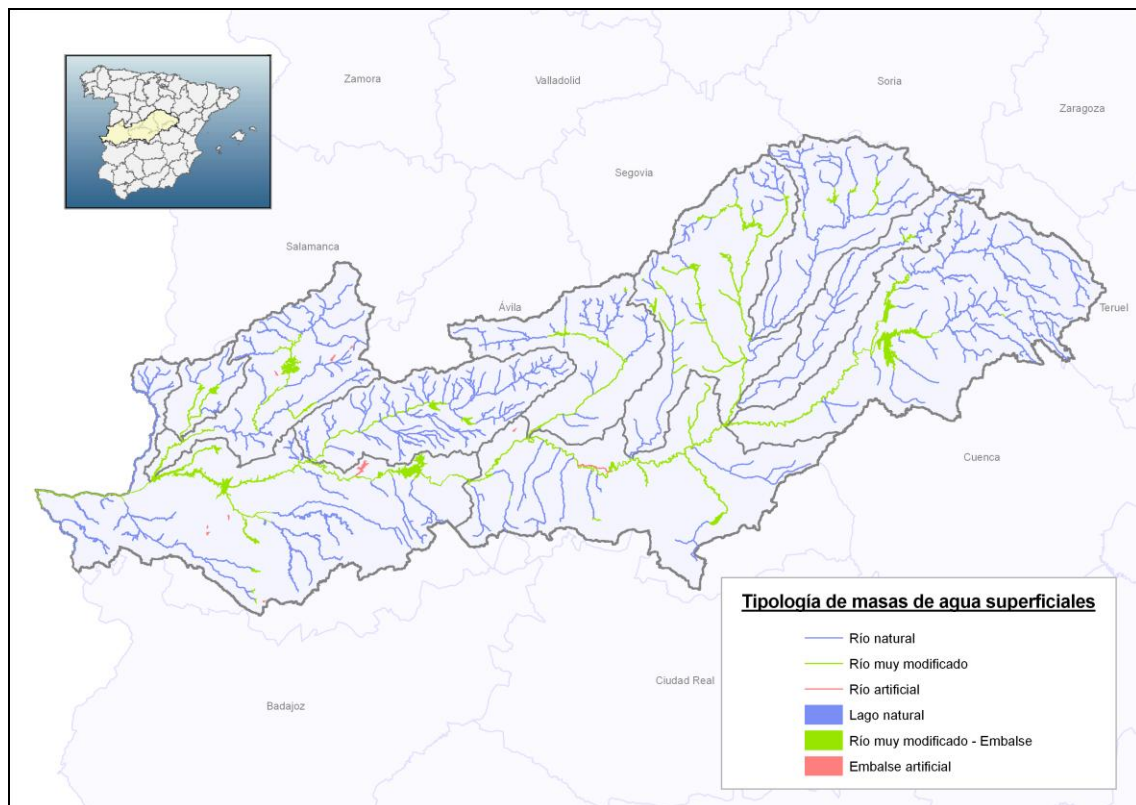 Zamora
Valladolid
Soria
Zaragoza
Segovia
Salamanca
Ávila
Teruel
Cuenca
Ciudad Real
Badajoz
Tipología de masas de agua superficiales
Río natural
Río muy modificado
Río artificial
Lago natural
Río muy modificado - Embalse
Embalse artificial